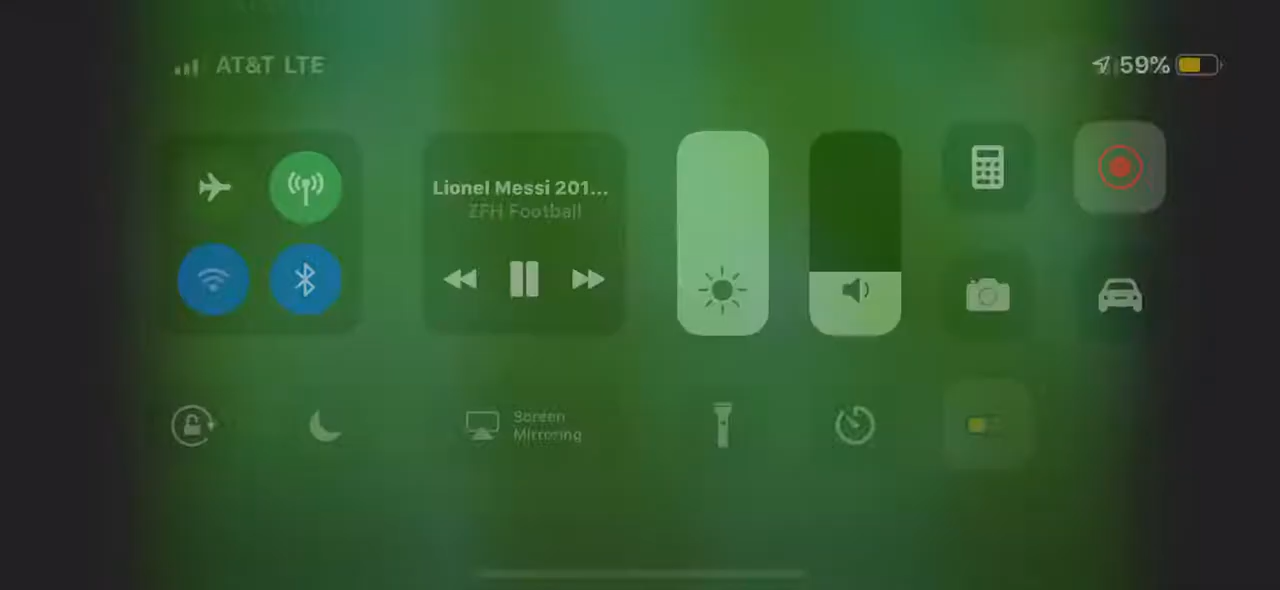 AT&T LTE
59%
Lionel Messi 201...
ZFH Football
Screen
Mirroring